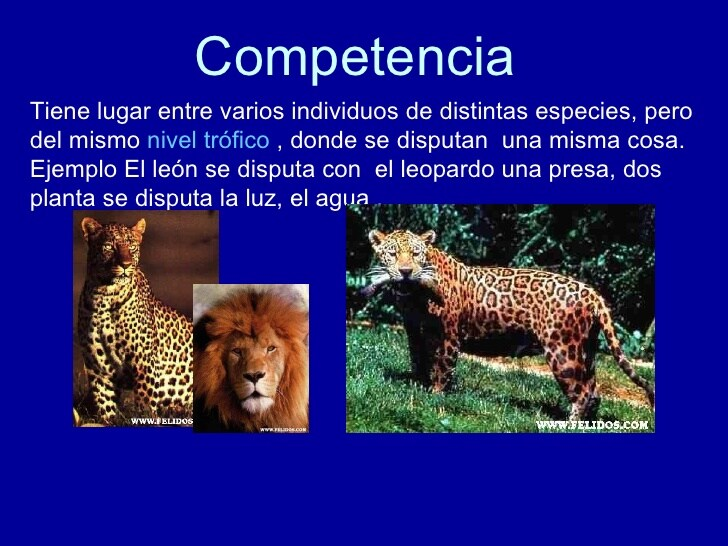 Competencia
Tiene lugar entre varios individuos de distintas especies, pero
del mismo nivel trófico , donde se disputan  una misma cosa.
Ejemplo El león se disputa con  el leopardo una presa, dos
planta se disputa la luz, el agua
WWW.FELIDOS
WWW.FELIDOS.COM
WWW.FELIDOS.COM